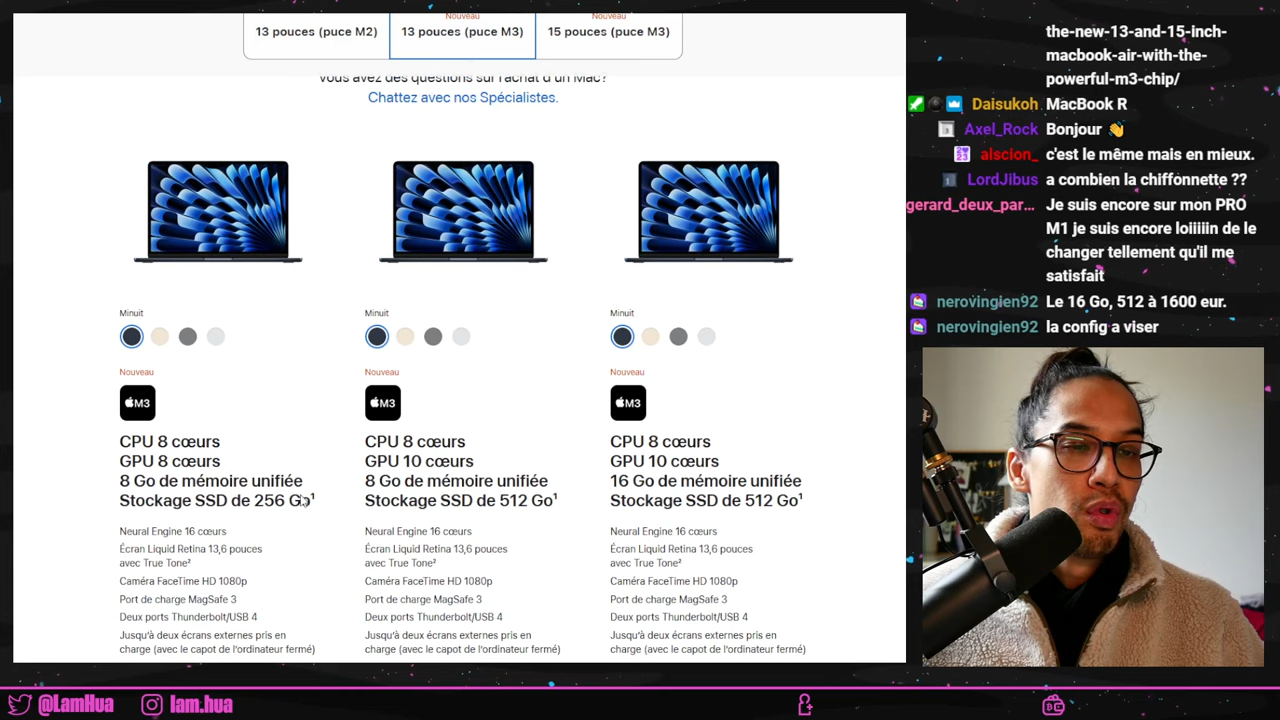 Nouveau
Nouveau
13 pouces (puce M2)
13 pouces (puce M3)
15 pouces (puce M3)
vous avez des questions sur l'achat d'un Mac?
Chattez avec nos Spécialistes.
Minuit
Nouveau
M3
CPU 8 cœurs
GPU 8 cœurs
8 Go de mémoire unifiée
Stockage SSD de 256 Go¹
Neural Engine 16 cœurs
Écran Liquid Retina 13,6 pouces
avec True Tone²
Caméra FaceTime HD 1080p
Port de charge MagSafe 3
Deux ports Thunderbolt/USB 4
Jusqu'à deux écrans externes pris en
charge (avec le capot de l'ordinateur fermé)
Minuit
Nouveau
M3
CPU 8 cœurs
GPU 10 cœurs
8 Go de mémoire unifiée
Stockage SSD de 512 Go¹
Neural Engine 16 cœurs
Écran Liquid Retina 13,6 pouces
avec True Tone²
Caméra FaceTime HD 1080p
Port de charge MagSafe 3
Deux ports Thunderbolt/USB 4
Jusqu'à deux écrans externes pris en
charge (avec le capot de l'ordinateur fermé)
Minuit
Nouveau
M3
CPU 8 cœurs
GPU 10 cœurs
16 Go de mémoire unifiée
Stockage SSD de 512 Go¹
Neural Engine 16 cœurs
Écran Liquid Retina 13,6 pouces
avec True Tone²
Caméra FaceTime HD 1080p
Port de charge MagSafe 3
Deux ports Thunderbolt/USB 4
Jusqu'à deux écrans externes pris en
charge (avec le capot de l'ordinateur fermé)
the-new-13-and-15-inch-
macbook-air-with-the-
powerful-m3-chip/
Daisukoh MacBook R
Axel_Rock Bonjour 👋
alscion_ c'est le même mais en mieux.
LordJibus a combien la chiffonnette ??
gerard_deux_par... Je suis encore sur mon PRO
M1 je suis encore loiiiiin de le
changer tellement qu'il me
satisfait
nerovingien92 Le 16 Go, 512 à 1600 eur.
nerovingien92 la config a viser
@LamHua
lam.hua